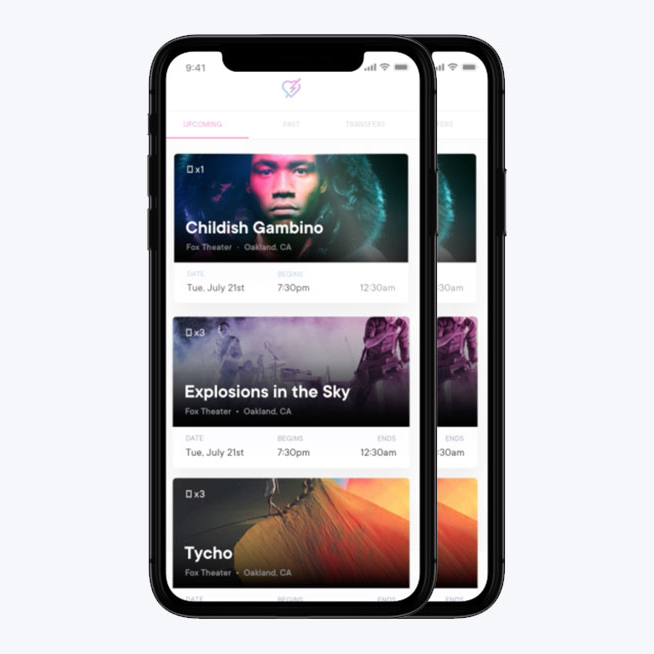 9:41
UPCOMING PAST TRANSFERS FERS
x1
Childish Gambino
Fox Theater · Oakland, CA
DATE BEGINS
Tue, July 21st 7:30pm 12:30am :30am
x3
Explosions in the Sky
Fox Theater • Oakland, CA
DATE BEGINS ENDS ENDS
Tue, July 21st 7:30pm 12:30am :30am
x3
Tycho
Fox Theater • Oakland, CA
DATE BEGINS ENDS ENDS